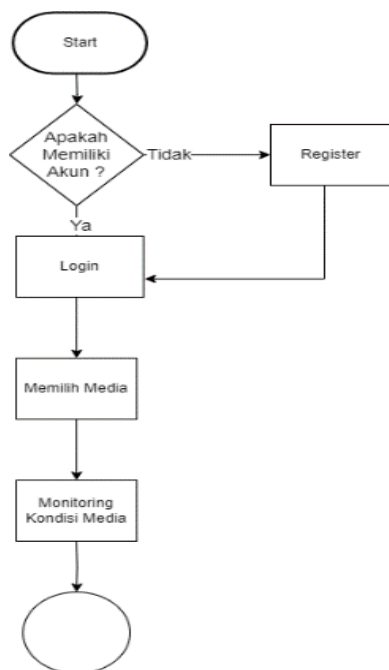 Start
Apakah
Memiliki
Akun ?
Tidak
Register
Ya
Login
Memilih Media
Monitoring
Kondisi Media